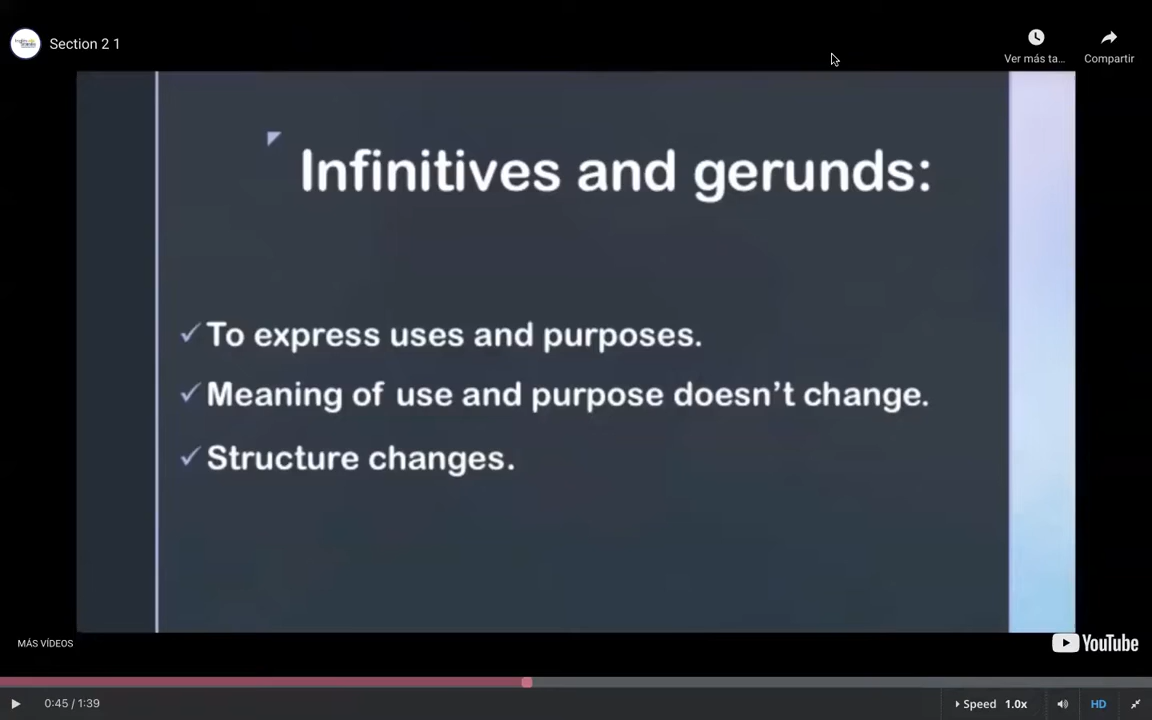 Section 2 1
Ver más ta...
Compartir
Infinitives and gerunds:
✓ To express uses and purposes.
✓ Meaning of use and purpose doesn't change.
✓ Structure changes.
MÁS VÍDEOS
YouTube
0:45 / 1:39
Speed 1.0x
HD